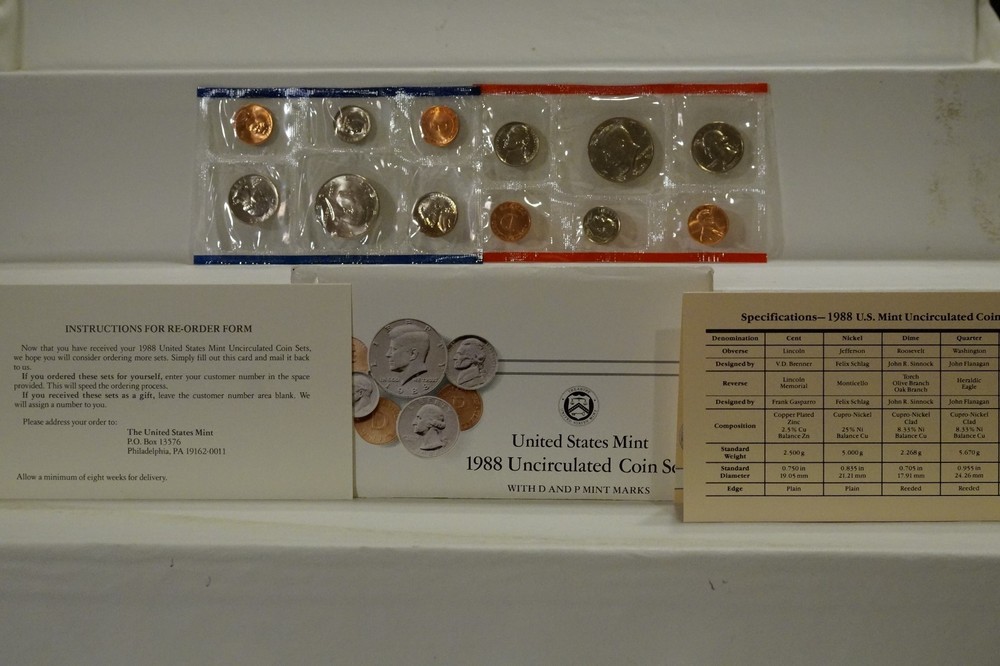 INSTRUCTIONS FOR RE-ORDER FORM
Now that you have received your 1988 United States Mint Uncirculated Coin Sets,
we hope you will consider ordering more sets. Simply fill out this card and mail it back
to us.
If you ordered these sets for yourself, enter your customer number in the space
provided. This will speed the ordering process.
If you received these sets as a gift, leave the customer number area blank. We
will assign a number to you.
Please address your order to:
The United States Mint
P.O. Box 13576
Philadelphia, PA 19162-0011
Allow a minimum of eight weeks for delivery.
United States Mint
1988 Uncirculated Coin Se
WITH D AND P MINT MARKS
Specifications—1988 U.S. Mint Uncirculated Coin
Denomination Cent Nickel Dime Quarter
Obverse Lincoln Jefferson Roosevelt Washington
Designed by V.D. Brenner Felix Schlag John R. Sinnock John Flanagan
Reverse Lincoln Memorial Monticello Torch Olive Branch Oak Branch Heraldic Eagle
Designed by Frank Gasparro Felix Schlag John R. Sinnock John Flanagan
Composition Copper Plated Zinc 2.5% Cu Balance Zn Cupro-Nickel 25% Ni Balance Cu Cupro-Nickel Clad 8.33% Ni Balance Cu Cupro-Nickel Clad 8.33% Ni Balance Cu
Standard Weight 2.500 g 5.000 g 2.268 g 5.670 g
Standard Diameter 0.750 in 19.05 mm 0.835 in 21.21 mm 0.705 in 17.91 mm 0.955 in 24.26 mm
Edge Plain Plain Reeded Reeded